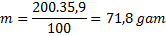 m = 200.35,9 / 100 = 71,8 gam